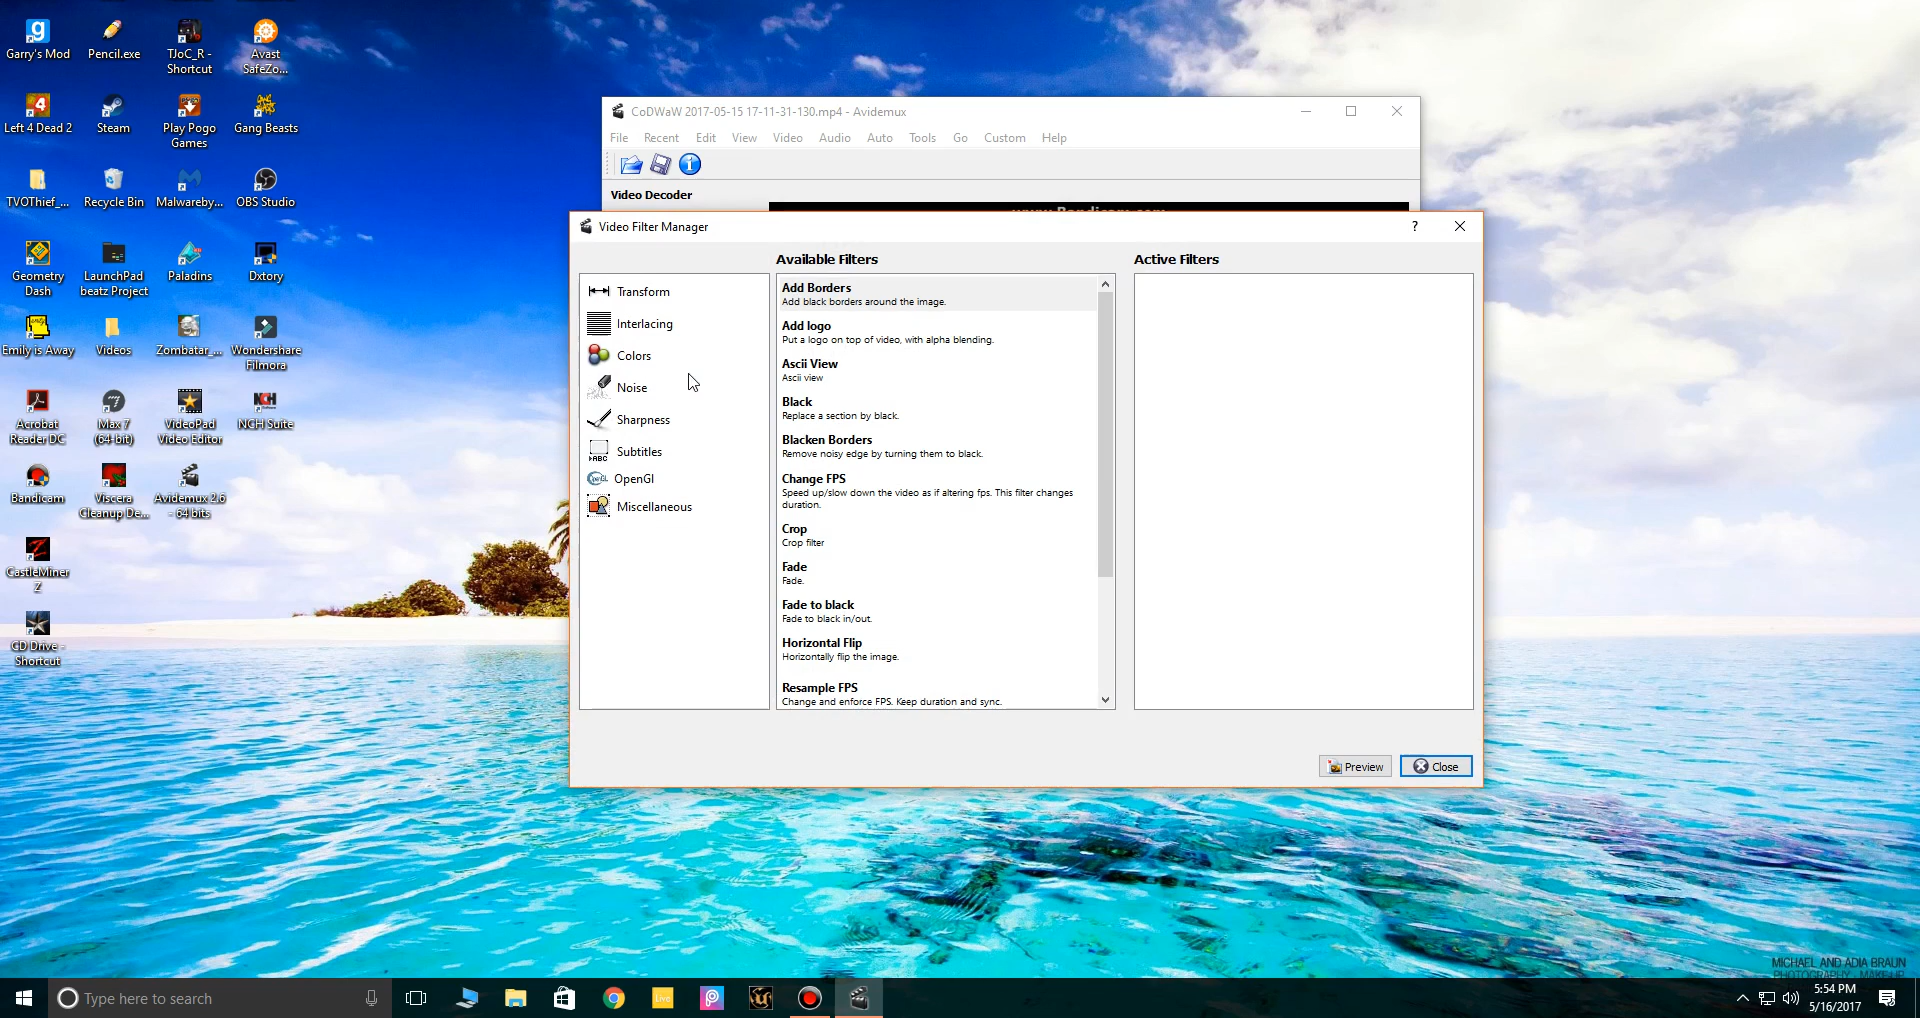 Garry's Mod
Pencil.exe
TJoC_R -
Shortcut
Avast
SafeZo...
Left 4 Dead 2
Steam
Play Pogo
Games
Gang Beasts
TVOThief_...
Recycle Bin
Malwareby...
OBS Studio
Geometry
Dash
LaunchPad
beatz Project
Paladins
Dxtory
Emily is Away
Videos
Zombatar_...
Wondershare
Filmora
Acrobat
Reader DC
Max 7
(64-bit)
VideoPad
Video Editor
NCH Suite
Bandicam
Viscera
Cleanup De...
Avidemux 2.6
- 64 bits
CastleMiner
Z
CD Drive -
Shortcut
CoDWaW 2017-05-15 17-11-31-130.mp4 - Avidemux
File Recent Edit View Video Audio Auto Tools Go Custom Help
Video Decoder
www.Bandicam.com
Video Filter Manager
?
Available Filters
Active Filters
Transform
Interlacing
Colors
Noise
Sharpness
Subtitles
OpenGl
Miscellaneous
Add Borders
Add black borders around the image.
Add logo
Put a logo on top of video, with alpha blending.
Ascii View
Ascii view
Black
Replace a section by black.
Blacken Borders
Remove noisy edge by turning them to black.
Change FPS
Speed up/slow down the video as if altering fps. This filter changes
duration.
Crop
Crop filter
Fade
Fade.
Fade to black
Fade to black in/out.
Horizontal Flip
Horizontally flip the image.
Resample FPS
Change and enforce FPS. Keep duration and sync.
Preview
Close
MICHAEL AND ADIA BRAUN
PHOTOGRAPHY - MAKE-UP
Type here to search
Live
5:54 PM
5/16/2017